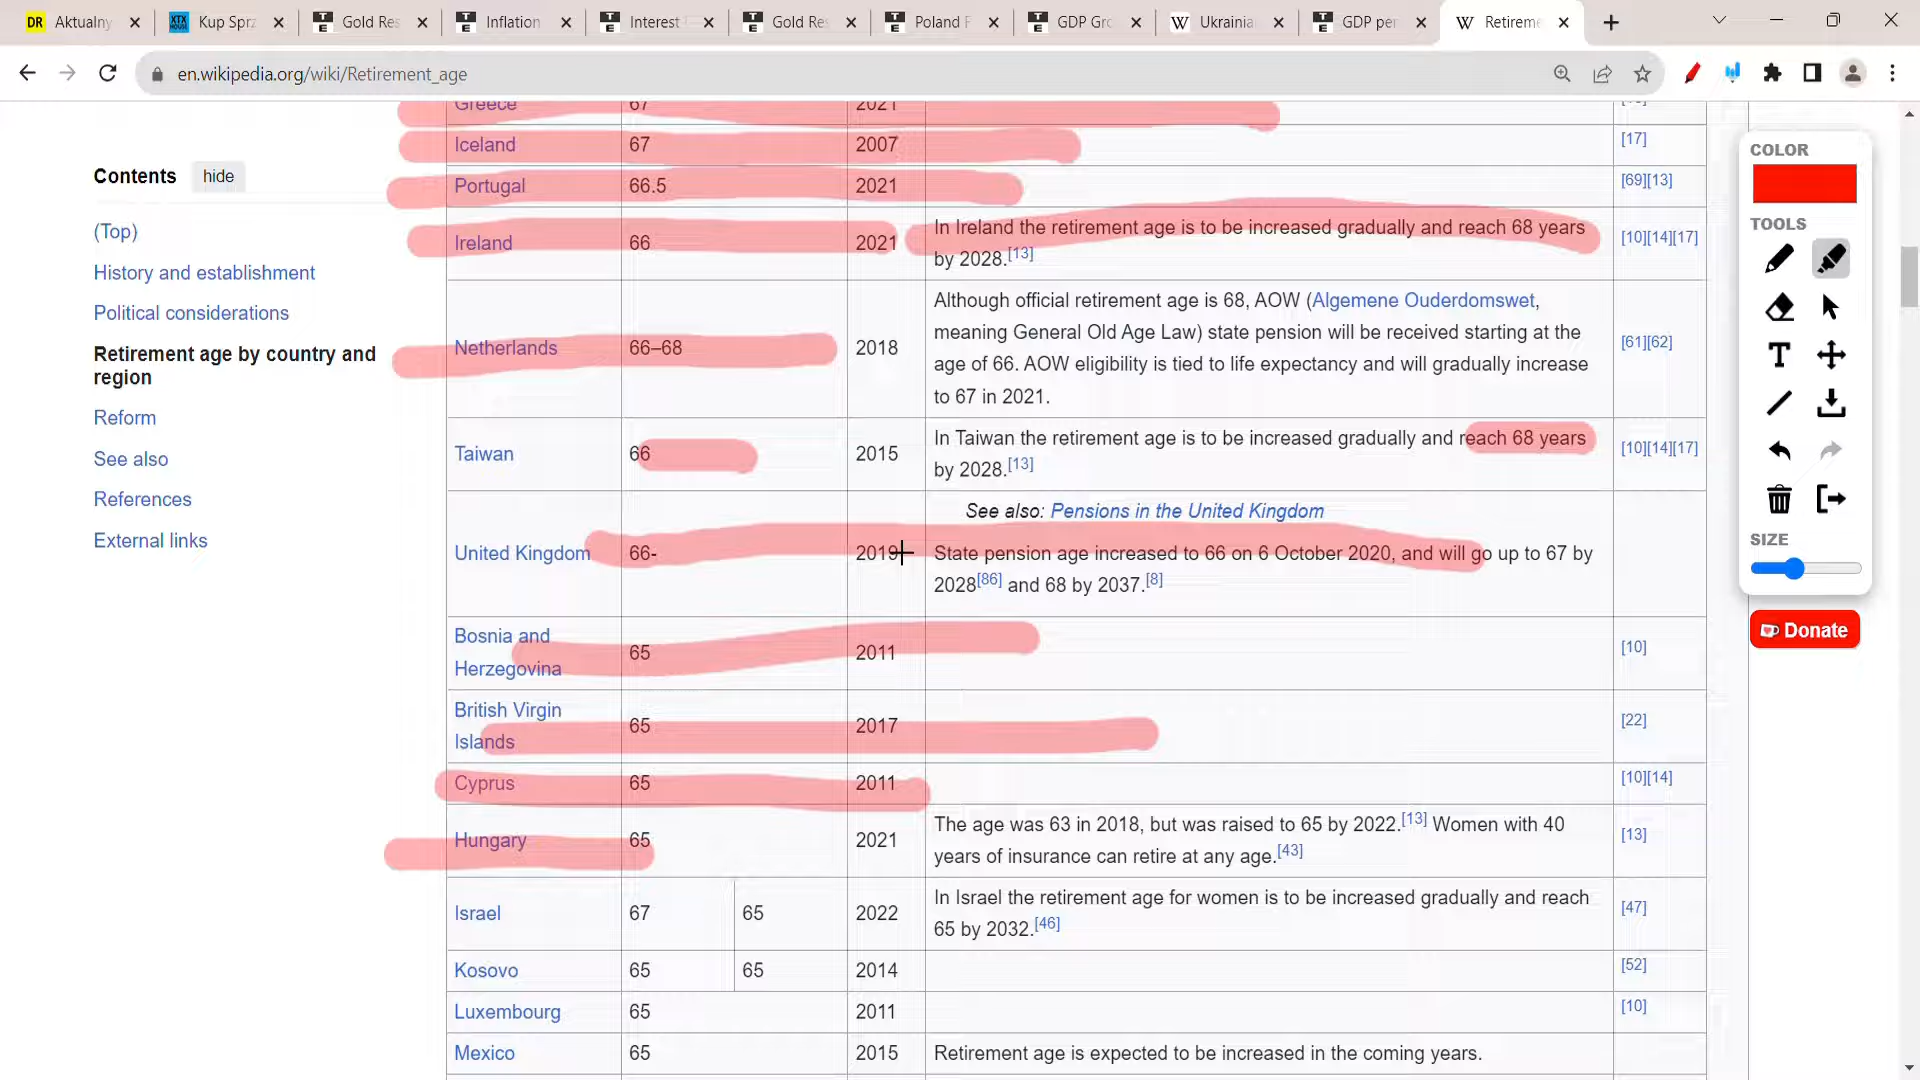 Aktualny
Kup Sprz
Gold Res
Inflation
Interest
Gold Res
Poland F
GDP Gro
Ukrainia
GDP per
Retireme
en.wikipedia.org/wiki/Retirement_age
Contents hide
(Top)
History and establishment
Political considerations
Retirement age by country and
region
Reform
See also
References
External links
Greece 67 2021
Iceland 67 2007 [17]
Portugal 66.5 2021 [69][13]
Ireland 66 2021 In Ireland the retirement age is to be increased gradually and reach 68 years [10][14][17]
by 2028.[13]
Although official retirement age is 68, AOW (Algemene Ouderdomswet,
meaning General Old Age Law) state pension will be received starting at the
Netherlands 66–68 2018 [61][62]
age of 66. AOW eligibility is tied to life expectancy and will gradually increase
to 67 in 2021.
Taiwan 66 2015 In Taiwan the retirement age is to be increased gradually and reach 68 years [10][14][17]
by 2028.[13]
See also: Pensions in the United Kingdom
United Kingdom 66- 2019 State pension age increased to 66 on 6 October 2020, and will go up to 67 by
2028[86] and 68 by 2037.[8]
Bosnia and
Herzegovina 65 2011 [10]
British Virgin
Islands 65 2017 [22]
Cyprus 65 2011 [10][14]
Hungary 65 2021 The age was 63 in 2018, but was raised to 65 by 2022.[13] Women with 40 [13]
years of insurance can retire at any age.[43]
Israel 67 65 2022 In Israel the retirement age for women is to be increased gradually and reach [47]
65 by 2032.[46]
Kosovo 65 65 2014 [52]
Luxembourg 65 2011 [10]
Mexico 65 2015 Retirement age is expected to be increased in the coming years.
COLOR
TOOLS
SIZE
Donate